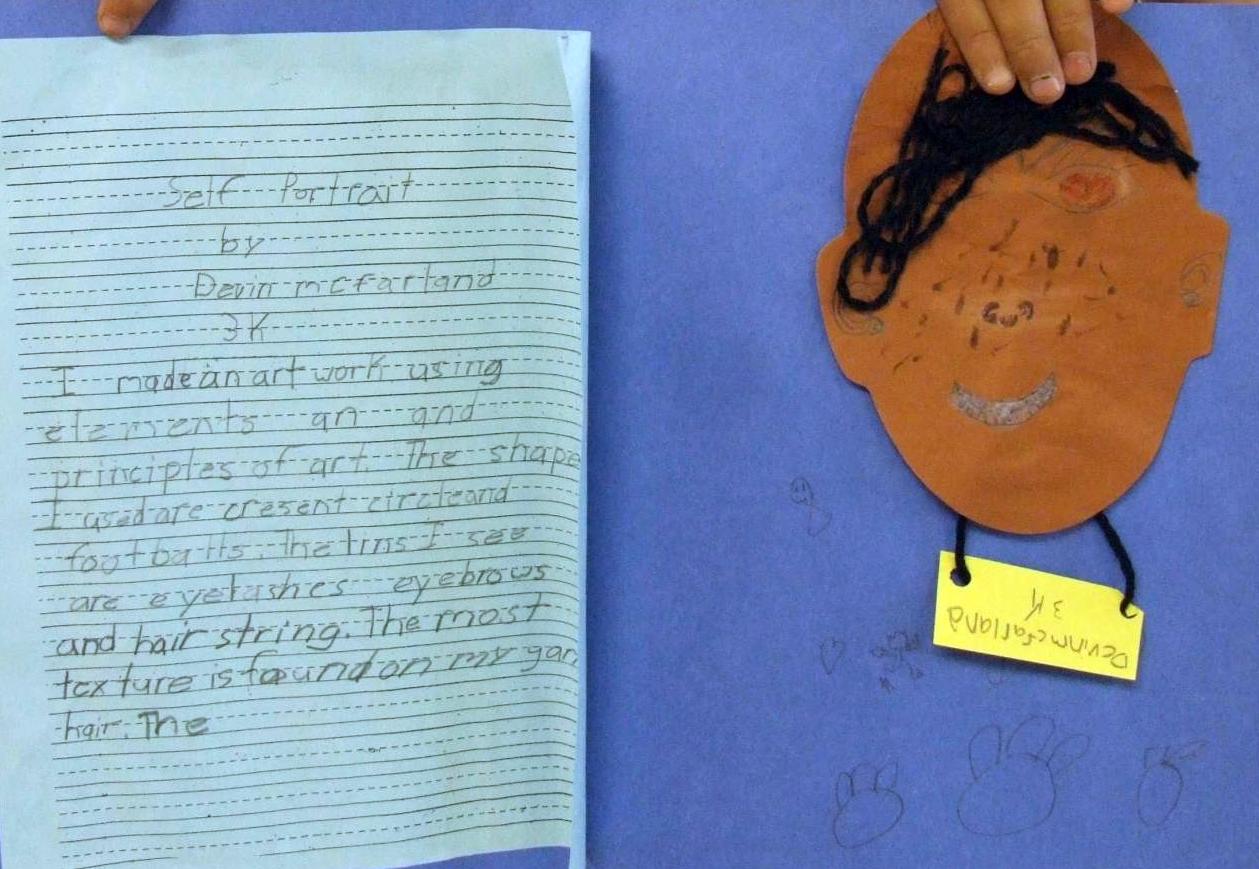 Self Portrait
by
Devin mcfarland
3K
I made an art work using
elements an and
principles of art. The shape
I used are cresent circle and
footballs. The lins I see
are eyelashes eyebrows
and hair string. The most
texture is found on my yarn
hair. The
Devin mcfarland
3K